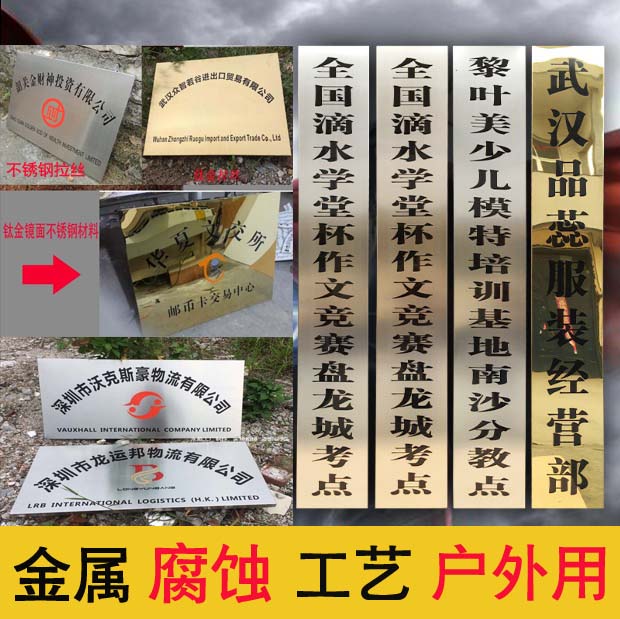 韶关金财神投资有限公司
不锈钢拉丝
武汉众智若谷进出口贸易有限公司
Wuhan Zhongzhi Ruogu Import and Export Trade Co., Ltd
钛金镜面不锈钢材料
华夏文交所
邮币卡交易中心
深圳市沃克斯豪物流有限公司
VAUXHALL INTERNATIONAL COMPANY LIMITED
深圳市龙运邦物流有限公司
LRB INTERNATIONAL LOGISTICS (H.K.) LIMITED
全国滴水学堂杯作文竞赛盘龙城考点
全国滴水学堂杯作文竞赛盘龙城考点
黎叶美少儿模特培训基地南沙分教点
武汉品蕊服装经营部
金属 腐蚀 工艺 户外用